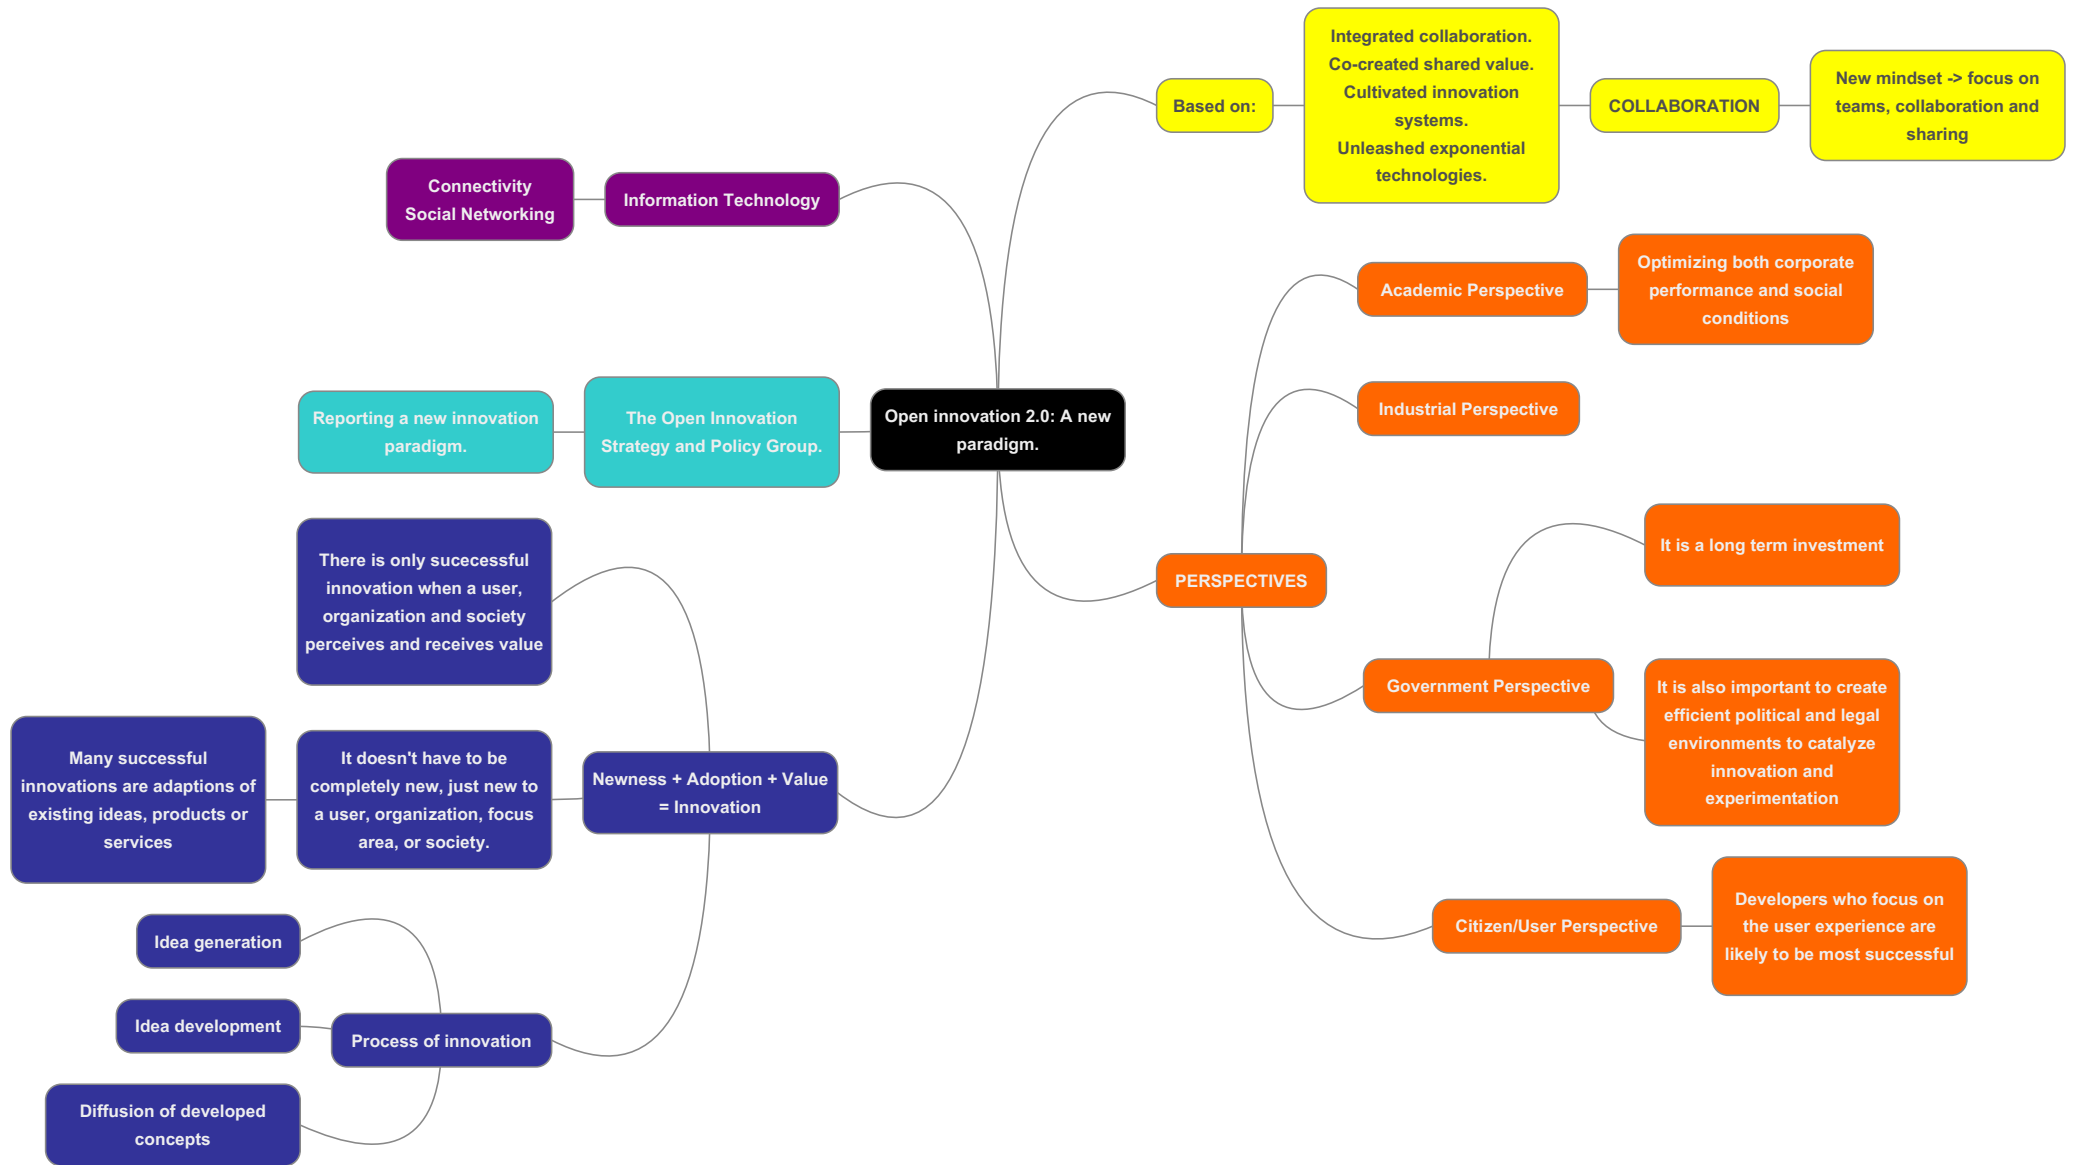 Open innovation 2.0: A new
paradigm.
Based on:
Integrated collaboration.
Co-created shared value.
Cultivated innovation
systems.
Unleashed exponential
technologies.
COLLABORATION
New mindset -> focus on
teams, collaboration and
sharing
PERSPECTIVES
Academic Perspective
Optimizing both corporate
performance and social
conditions
Industrial Perspective
Government Perspective
It is a long term investment
It is also important to create
efficient political and legal
environments to catalyze
innovation and
experimentation
Citizen/User Perspective
Developers who focus on
the user experience are
likely to be most successful
Information Technology
Connectivity
Social Networking
The Open Innovation
Strategy and Policy Group.
Reporting a new innovation
paradigm.
Newness + Adoption + Value
= Innovation
There is only sucecessful
innovation when a user,
organization and society
perceives and receives value
It doesn't have to be
completely new, just new to
a user, organization, focus
area, or society.
Many successful
innovations are adaptions of
existing ideas, products or
services
Process of innovation
Idea generation
Idea development
Diffusion of developed
concepts